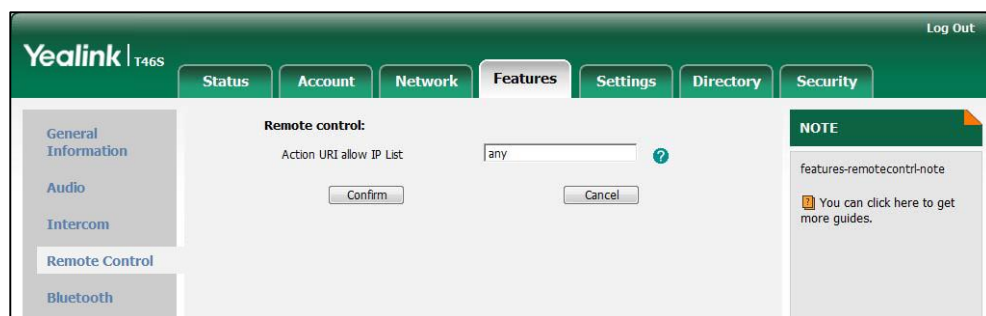 Log Out
Yealink T46S
Status Account Network Features Settings Directory Security
General
Information
Audio
Intercom
Remote Control
Bluetooth
Remote control:
Action URI allow IP List any ?
Confirm Cancel
NOTE
features-remotecontrl-note
? You can click here to get
more guides.